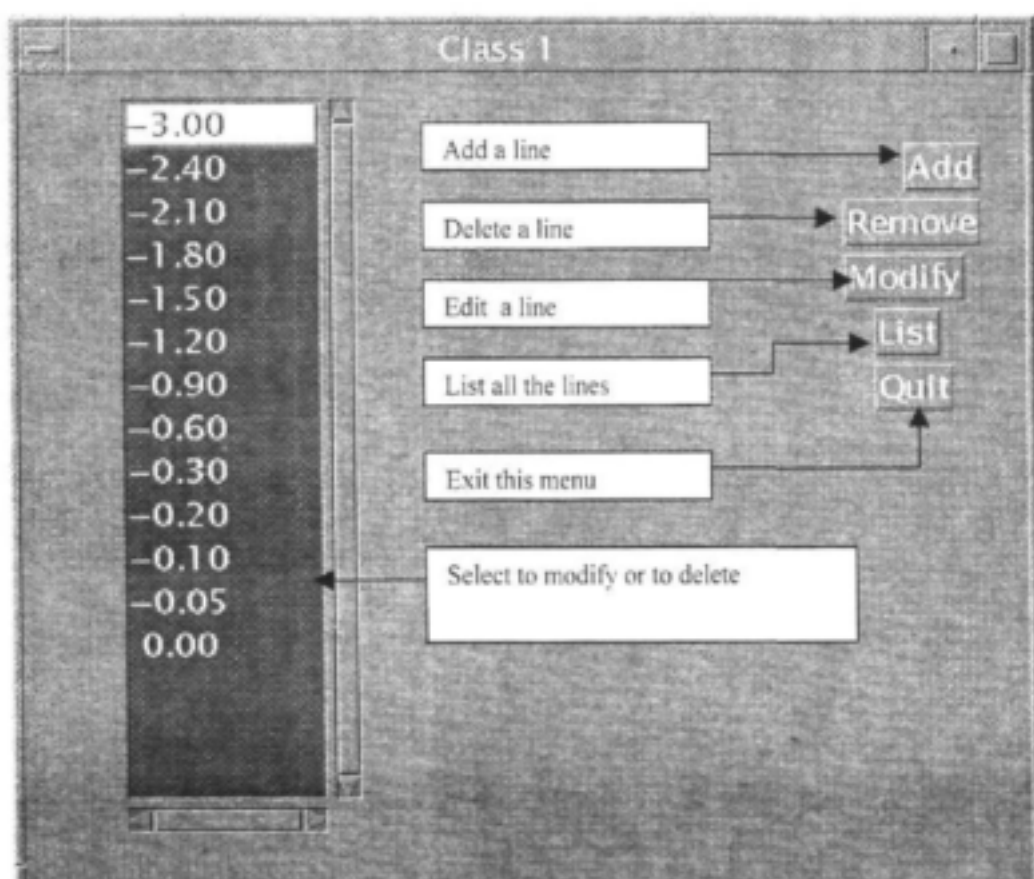 Class 1
-3.00
-2.40
-2.10
-1.80
-1.50
-1.20
-0.90
-0.60
-0.30
-0.20
-0.10
-0.05
0.00
Add a line
Delete a line
Edit a line
List all the lines
Exit this menu
Select to modify or to delete
Add
Remove
Modify
List
Quit